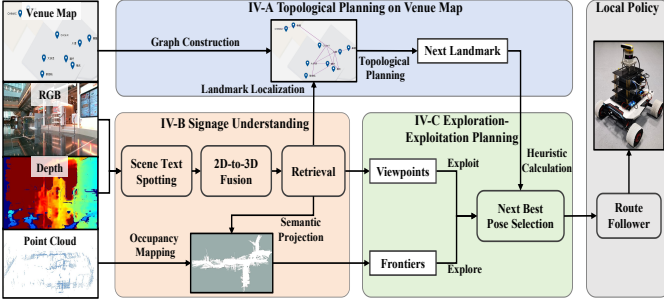 Venue Map
IV-A Topological Planning on Venue Map
Local Policy
Graph Construction
Topological
Planning
Next Landmark
Landmark Localization
RGB
IV-B Signage Understanding
IV-C Exploration-
Exploitation Planning
Depth
Scene Text
Spotting
2D-to-3D
Fusion
Retrieval
Viewpoints
Exploit
Heuristic
Calculation
Next Best
Pose Selection
Route
Follower
Point Cloud
Occupancy
Mapping
Semantic
Projection
Frontiers
Explore